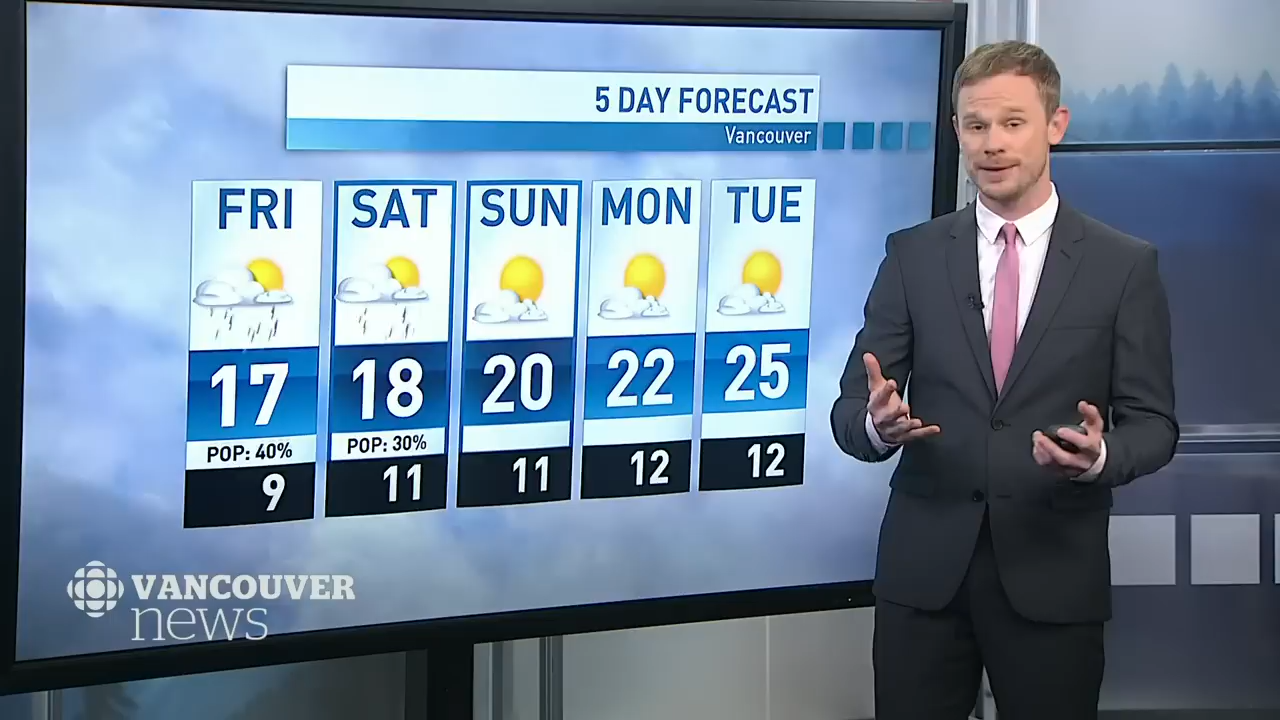 5 DAY FORECAST
Vancouver
FRI SAT SUN MON TUE
17 18 20 22 25
POP: 40% POP: 30%
9 11 11 12 12
VANCOUVER
news